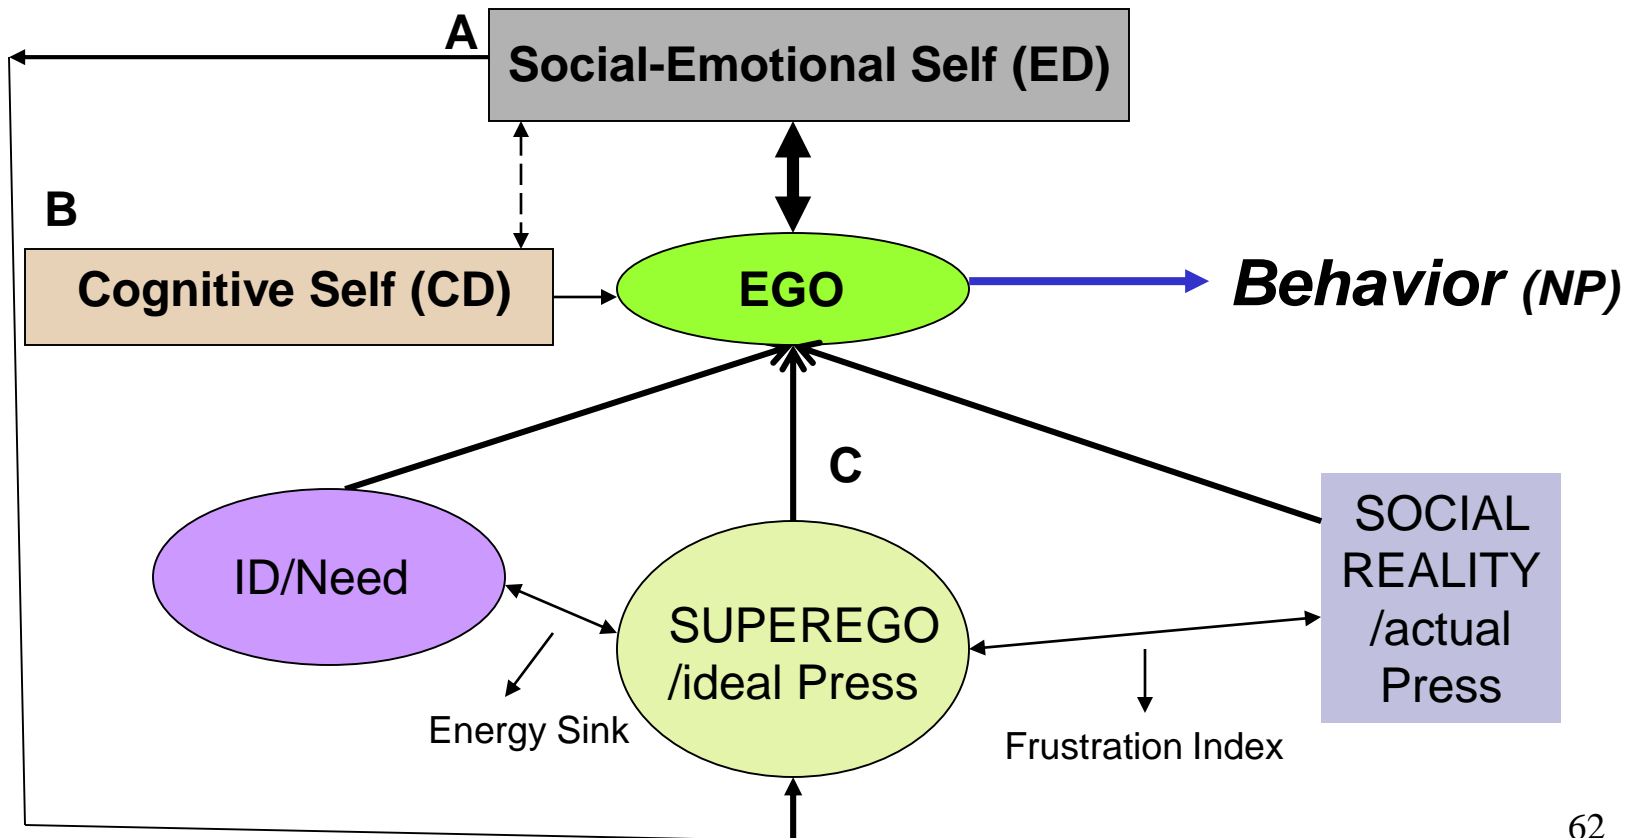 A
Social-Emotional Self (ED)
B
Cognitive Self (CD)
EGO
Behavior (NP)
C
ID/Need
SUPEREGO
/ideal Press
SOCIAL
REALITY
/actual
Press
Energy Sink
Frustration Index
62